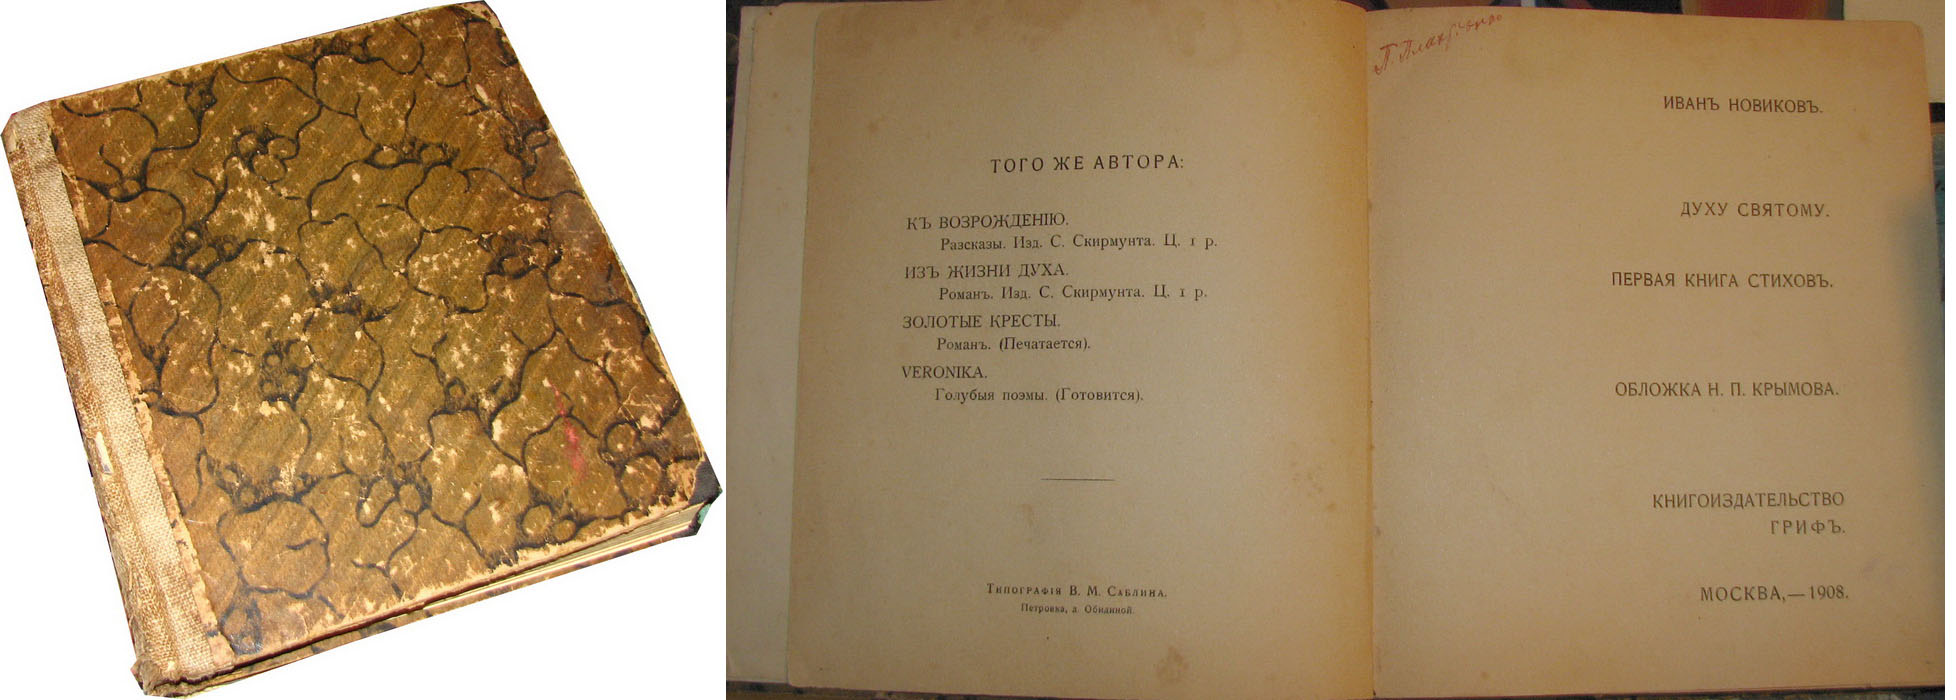 ТОГО ЖЕ АВТОРА:
КЪ ВОЗРОЖДЕНІЮ.
Разсказы. Изд. С. Скирмунта. Ц. 1 р.
ИЗЪ ЖИЗНИ ДУХА.
Романъ. Изд. С. Скирмунта. Ц. 1 р.
ЗОЛОТЫЕ КРЕСТЫ.
Романъ. (Печатается).
VERONIKA.
Голубыя поэмы. (Готовится).
Типографія В. М. Саблина.
Петровка, д. Обидиной.
П.
ИВАНЪ НОВИКОВЪ.
ДУХУ СВЯТОМУ.
ПЕРВАЯ КНИГА СТИХОВЪ.
ОБЛОЖКА Н. П. КРЫМОВА.
КНИГОИЗДАТЕЛЬСТВО
ГРИФЪ.
МОСКВА,—1908.